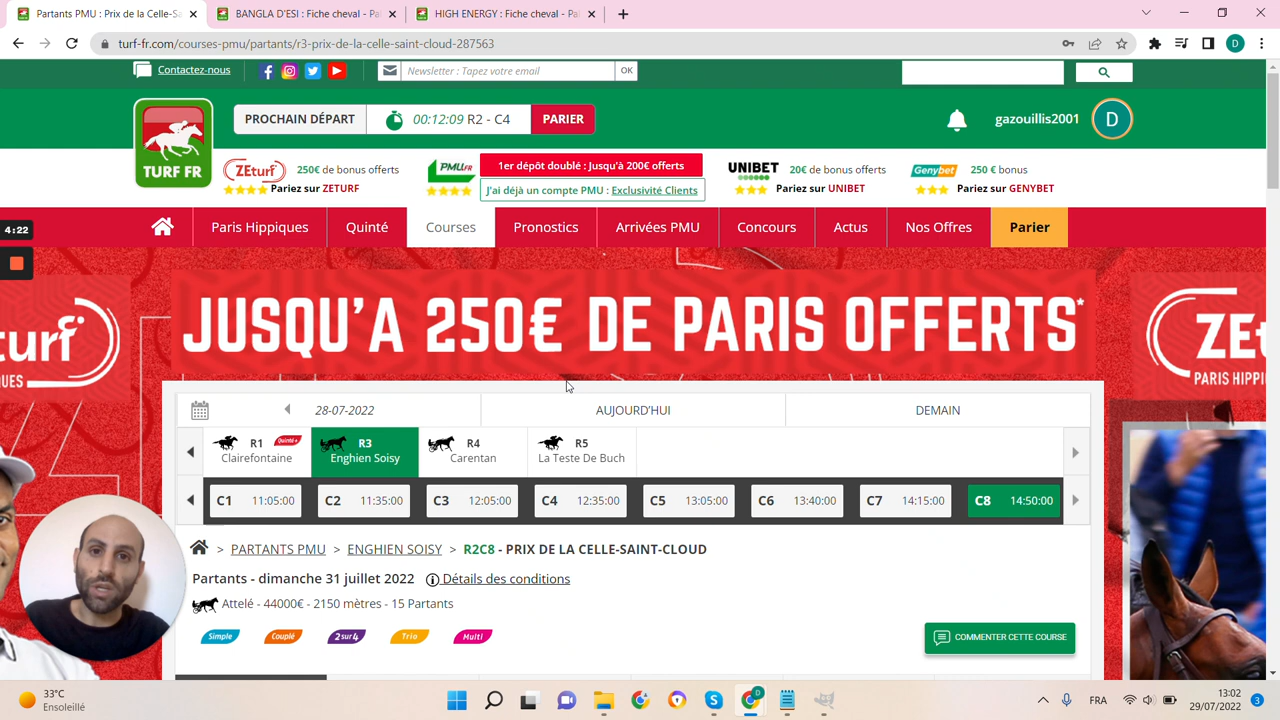 Partants PMU : Prix de la Celle-Sa
BANGLA D'ESI : Fiche cheval - Pa
HIGH ENERGY : Fiche cheval - Pa
turf-fr.com/courses-pmu/partants/r3-prix-de-la-celle-saint-cloud-287563
D
Contactez-nous
Newsletter : Tapez votre email
OK
TURF FR
PROCHAIN DÉPART
00:12:09 R2 - C4
PARIER
gazouillis2001
D
ZEturf
250€ de bonus offerts
Pariez sur ZETURF
PMU.FR
1er dépôt doublé : Jusqu'à 200€ offerts
J'ai déjà un compte PMU : Exclusivité Clients
UNIBET
20€ de bonus offerts
Pariez sur UNIBET
Genybet
250 € bonus
Pariez sur GENYBET
Paris Hippiques
Quinté
Courses
Pronostics
Arrivées PMU
Concours
Actus
Nos Offres
Parier
4:22
JUSQU'A 250€ DE PARIS OFFERTS*
urf
IQUES
ZE
PARIS HIPP
28-07-2022
AUJOURD'HUI
DEMAIN
R1
Quinté+
Clairefontaine
R3
Enghien Soisy
R4
Carentan
R5
La Teste De Buch
C1 11:05:00
C2 11:35:00
C3 12:05:00
C4 12:35:00
C5 13:05:00
C6 13:40:00
C7 14:15:00
C8 14:50:00
> PARTANTS PMU > ENGHIEN SOISY > R2C8 - PRIX DE LA CELLE-SAINT-CLOUD
Partants - dimanche 31 juillet 2022 Détails des conditions
Attelé - 44000€ - 2150 mètres - 15 Partants
Simple
Couplé
2sur4
Trio
Multi
COMMENTER CETTE COURSE
33°C
Ensoleillé
D
FRA
13:02
29/07/2022
3